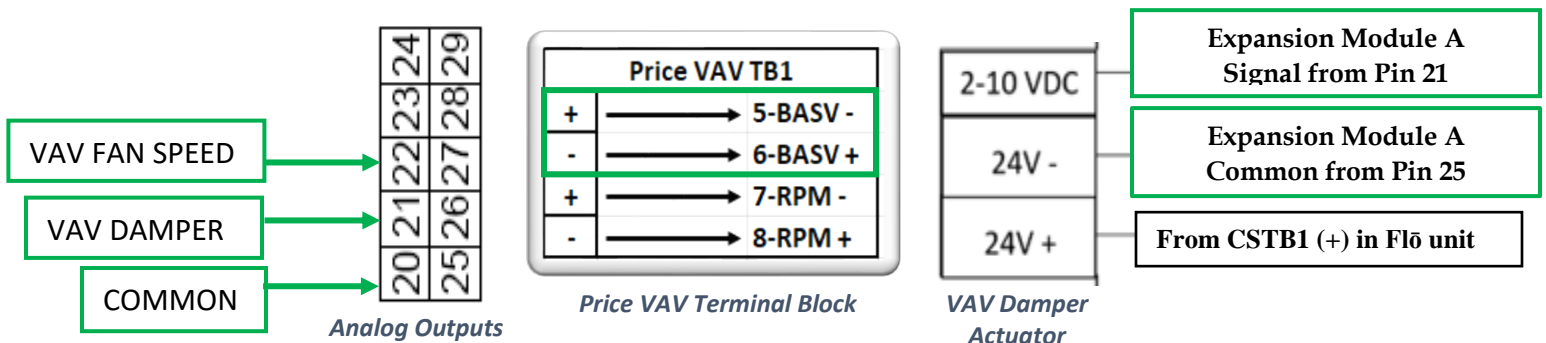 VAV FAN SPEED
VAV DAMPER
COMMON
24 29
23 28
22 27
21 26
20 25
Analog Outputs
Price VAV TB1
+ 5-BASV -
- 6-BASV +
+ 7-RPM -
- 8-RPM +
Price VAV Terminal Block
2-10 VDC
24V -
24V +
VAV Damper
Actuator
Expansion Module A
Signal from Pin 21
Expansion Module A
Common from Pin 25
From CSTB1 (+) in Flō unit